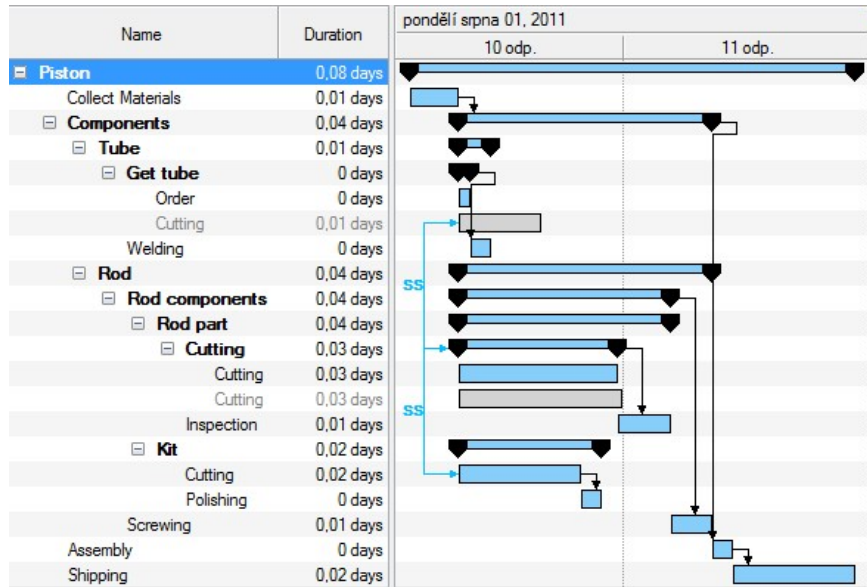 Name Duration pondělí srpna 01, 2011
10 odp. 11 odp.
Piston 0,08 days
Collect Materials 0,01 days
Components 0,04 days
Tube 0,01 days
Get tube 0 days
Order 0 days
Cutting 0,01 days
Welding 0 days
Rod 0,04 days
SS
Rod components 0,04 days
Rod part 0,04 days
Cutting 0,03 days
Cutting 0,03 days
Cutting 0,03 days
SS
Inspection 0,01 days
Kit 0,02 days
Cutting 0,02 days
Polishing 0 days
Screwing 0,01 days
Assembly 0 days
Shipping 0,02 days